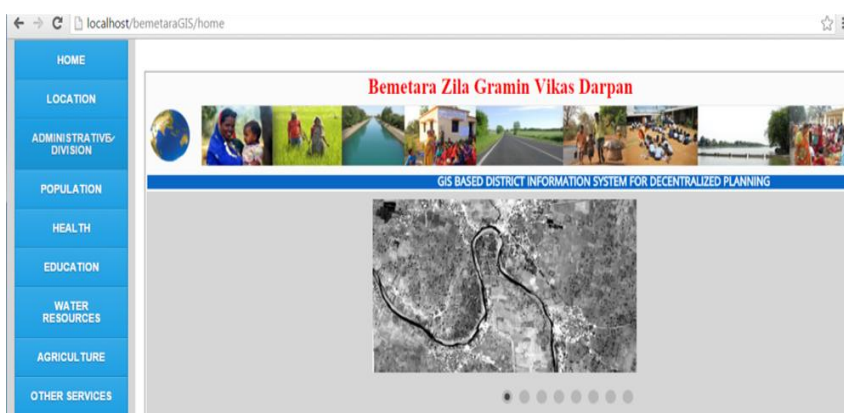 localhost/bemetaraGIS/home
HOME
LOCATION
ADMINISTRATIVE
DIVISION
POPULATION
HEALTH
EDUCATION
WATER
RESOURCES
AGRICULTURE
OTHER SERVICES
Bemetara Zila Gramin Vikas Darpan
GIS BASED DISTRICT INFORMATION SYSTEM FOR DECENTRALIZED PLANNING